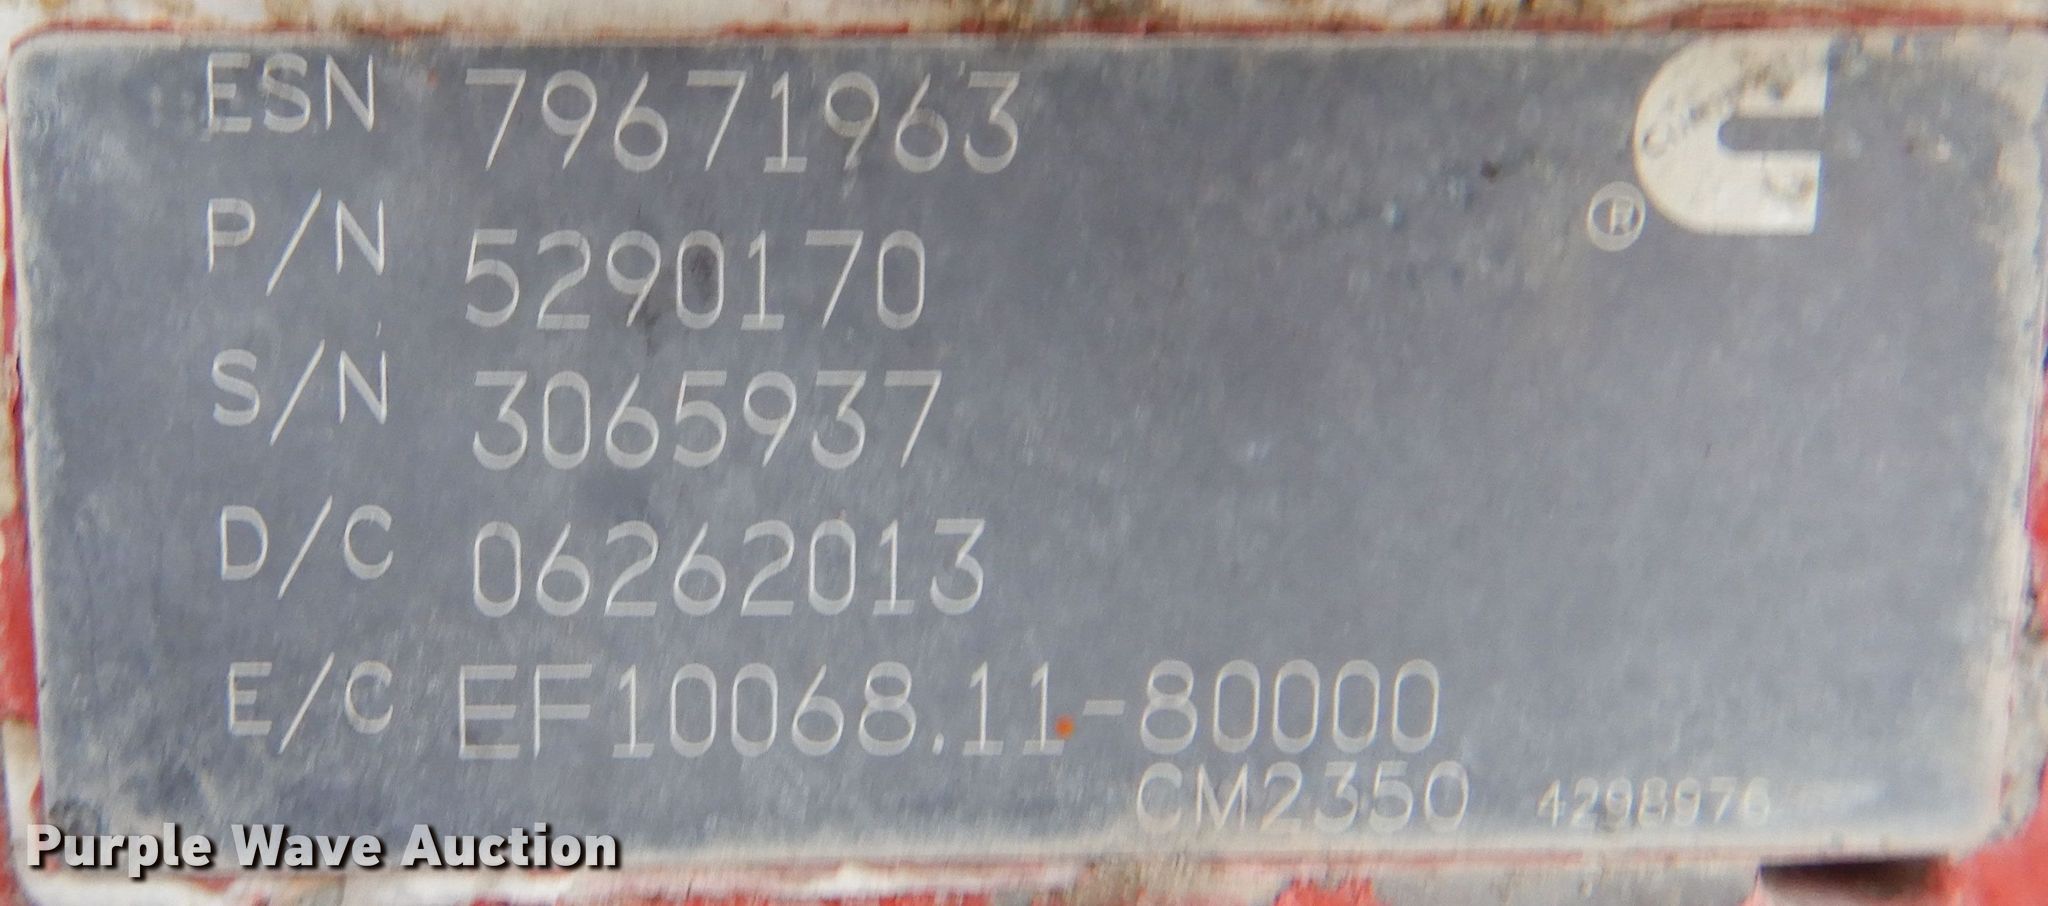 ESN 79671963
P/N 5290170
S/N 3065937
D/C 06262013
E/C EF10068.11-80000
CM2350 4298976
®
Purple Wave Auction